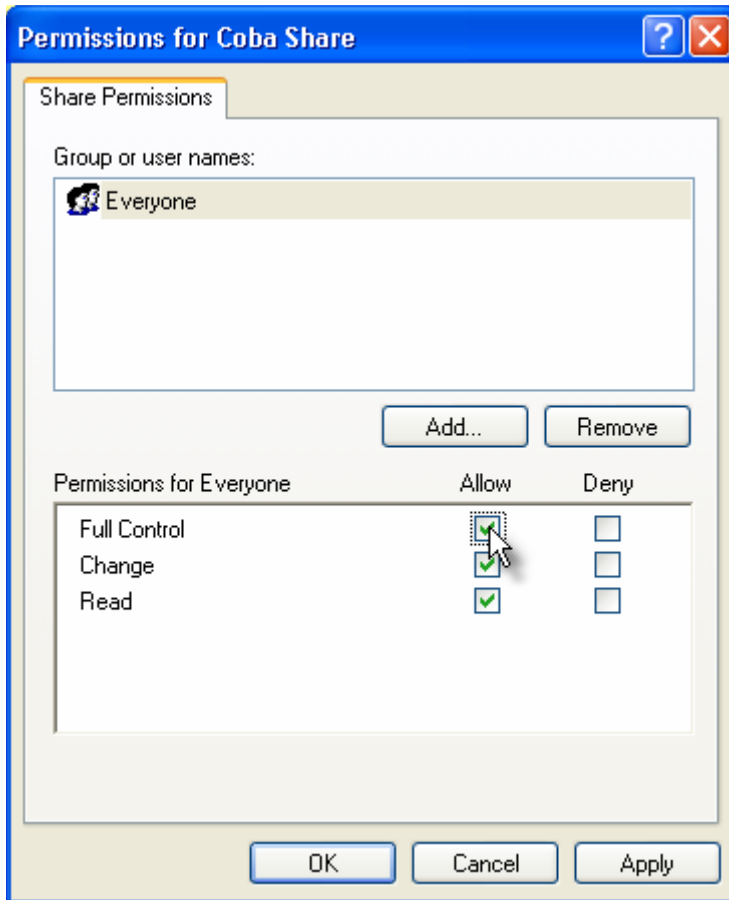 Permissions for Coba Share
Share Permissions
Group or user names:
Everyone
Add... Remove
Permissions for Everyone Allow Deny
Full Control
Change
Read
OK Cancel Apply